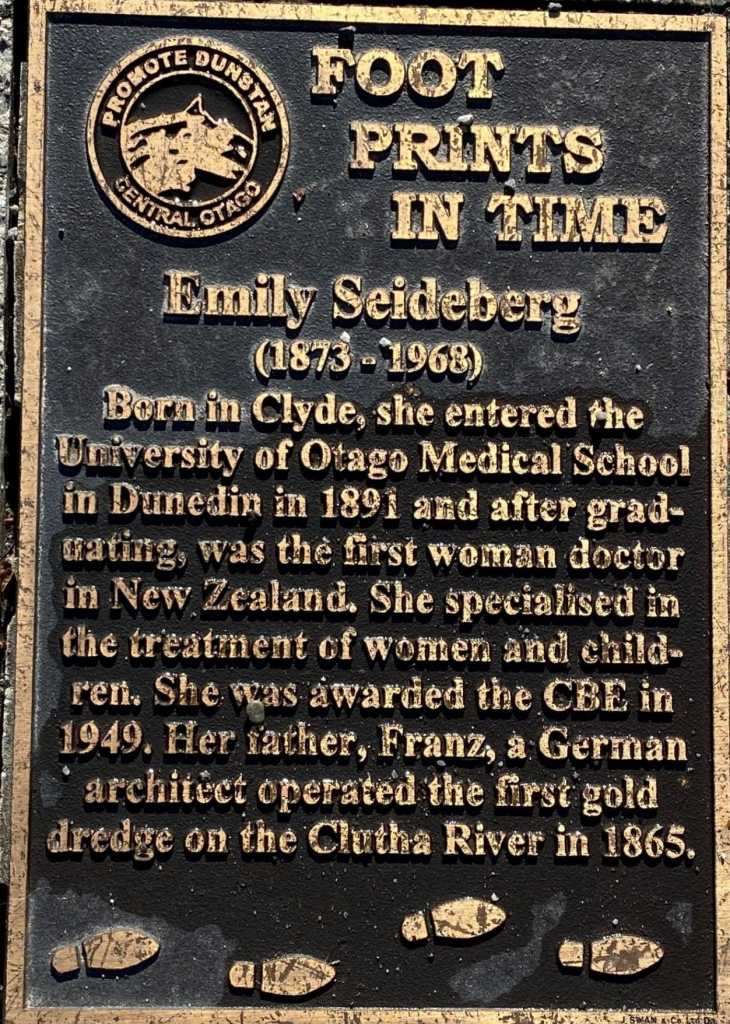 PROMOTE DUNSTAN
CENTRAL OTAGO
FOOT
PRINTS
IN TIME
Emily Seideberg
(1873 - 1968)
Born in Clyde, she entered the
University of Otago Medical School
in Dunedin in 1891 and after grad-
uating, was the first woman doctor
in New Zealand. She specialised in
the treatment of women and child-
ren. She was awarded the CBE in
1949. Her father, Franz, a German
architect operated the first gold
dredge on the Clutha River in 1865.
J. SWAN & Co Ltd